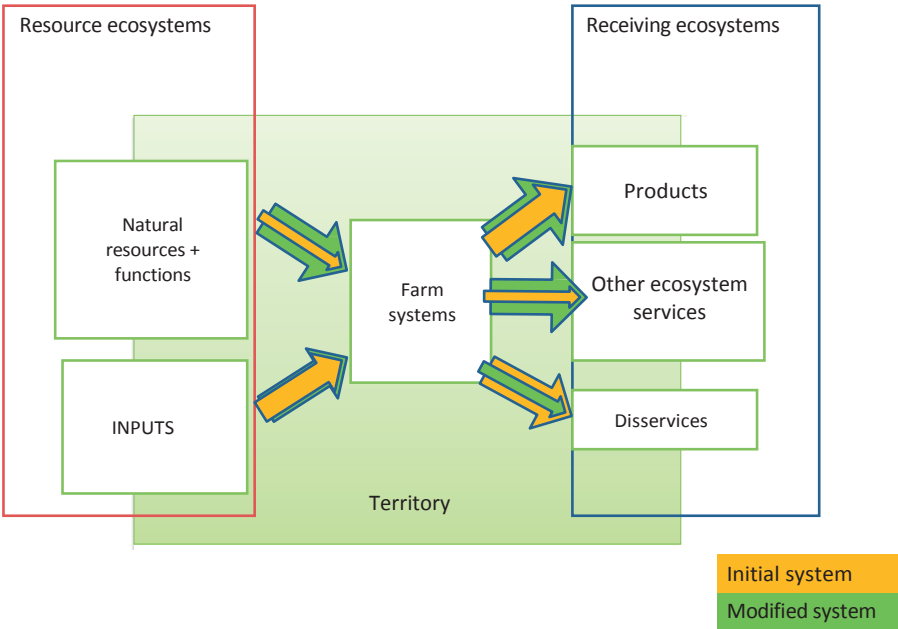 Resource ecosystems
Receiving ecosystems
Natural
resources +
functions
INPUTS
Farm
systems
Products
Other ecosystem
services
Disservices
Territory
Initial system
Modified system